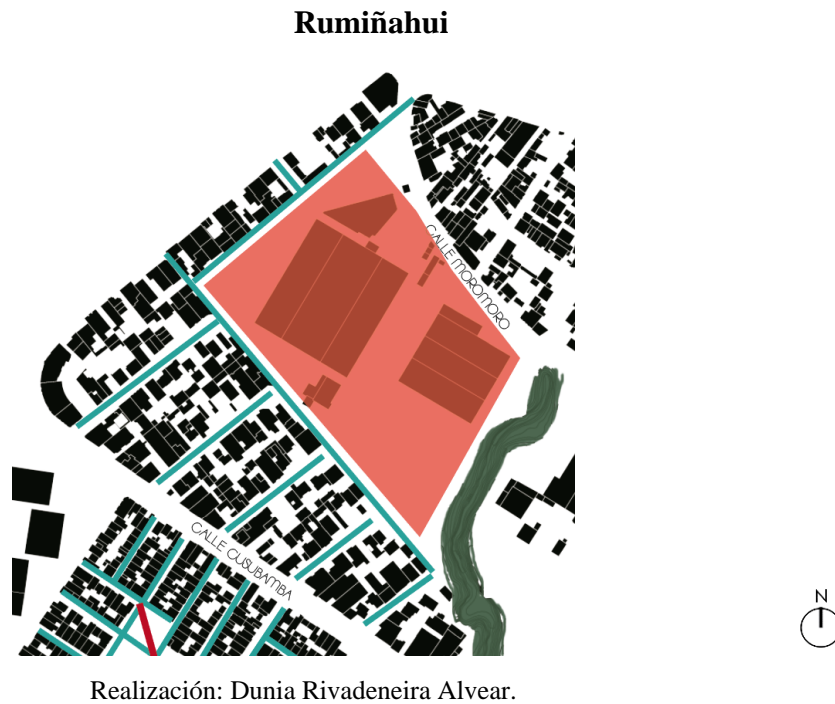 Rumiñahui
CALLE MOROMORO
CALLE CUSUBAMBA
N
Realización: Dunia Rivadeneira Alvear.